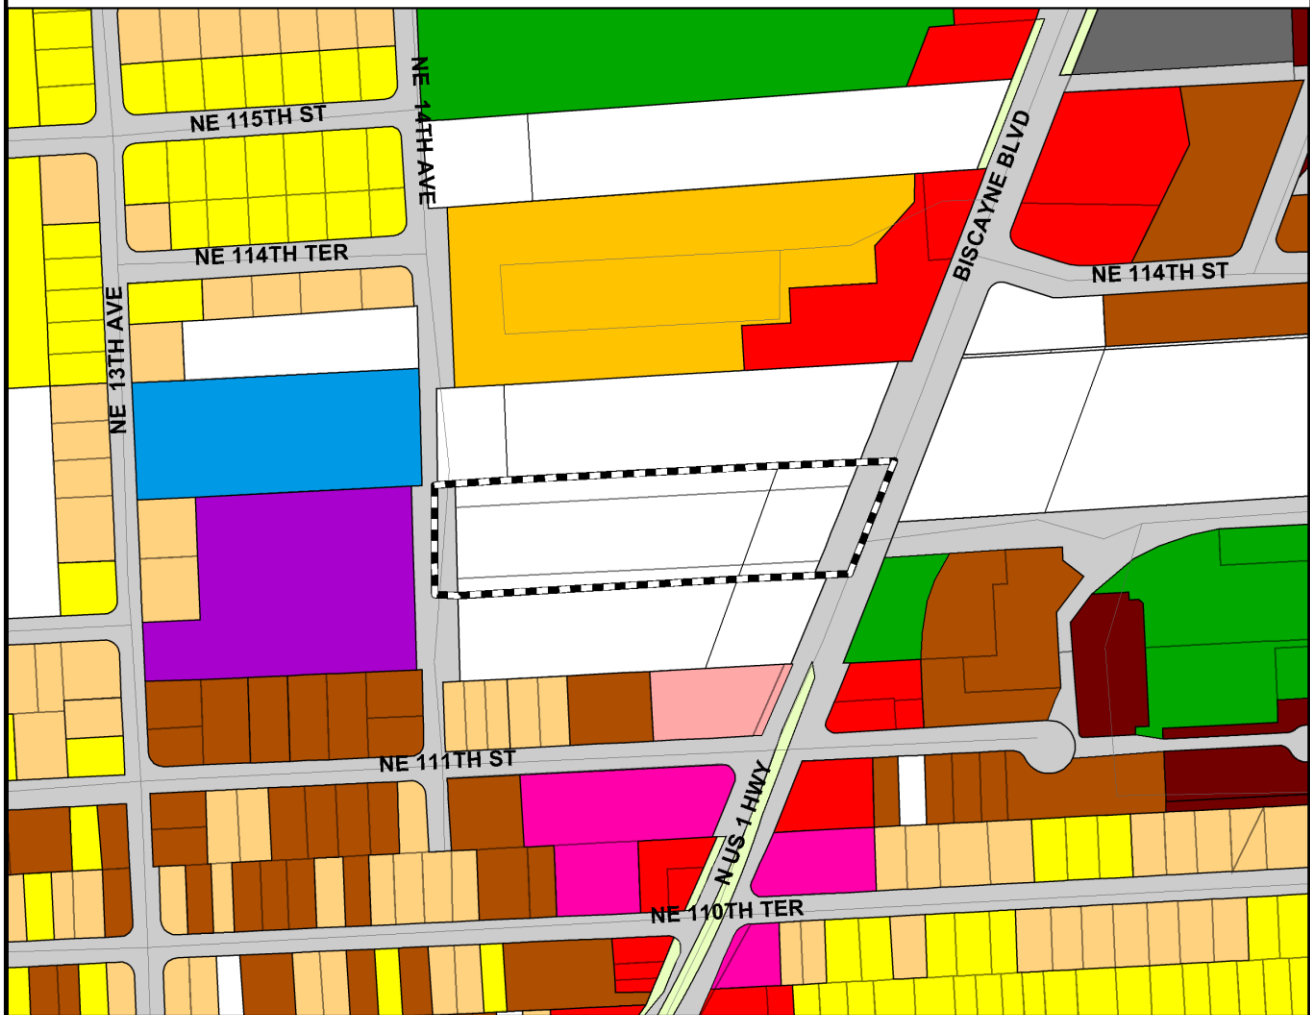 NE 14TH AVE
NE 115TH ST
BISCAYNE BLVD
NE 114TH TER
NE 114TH ST
NE 13TH AVE
NE 111TH ST
N US 1 HWY
NE 110TH TER